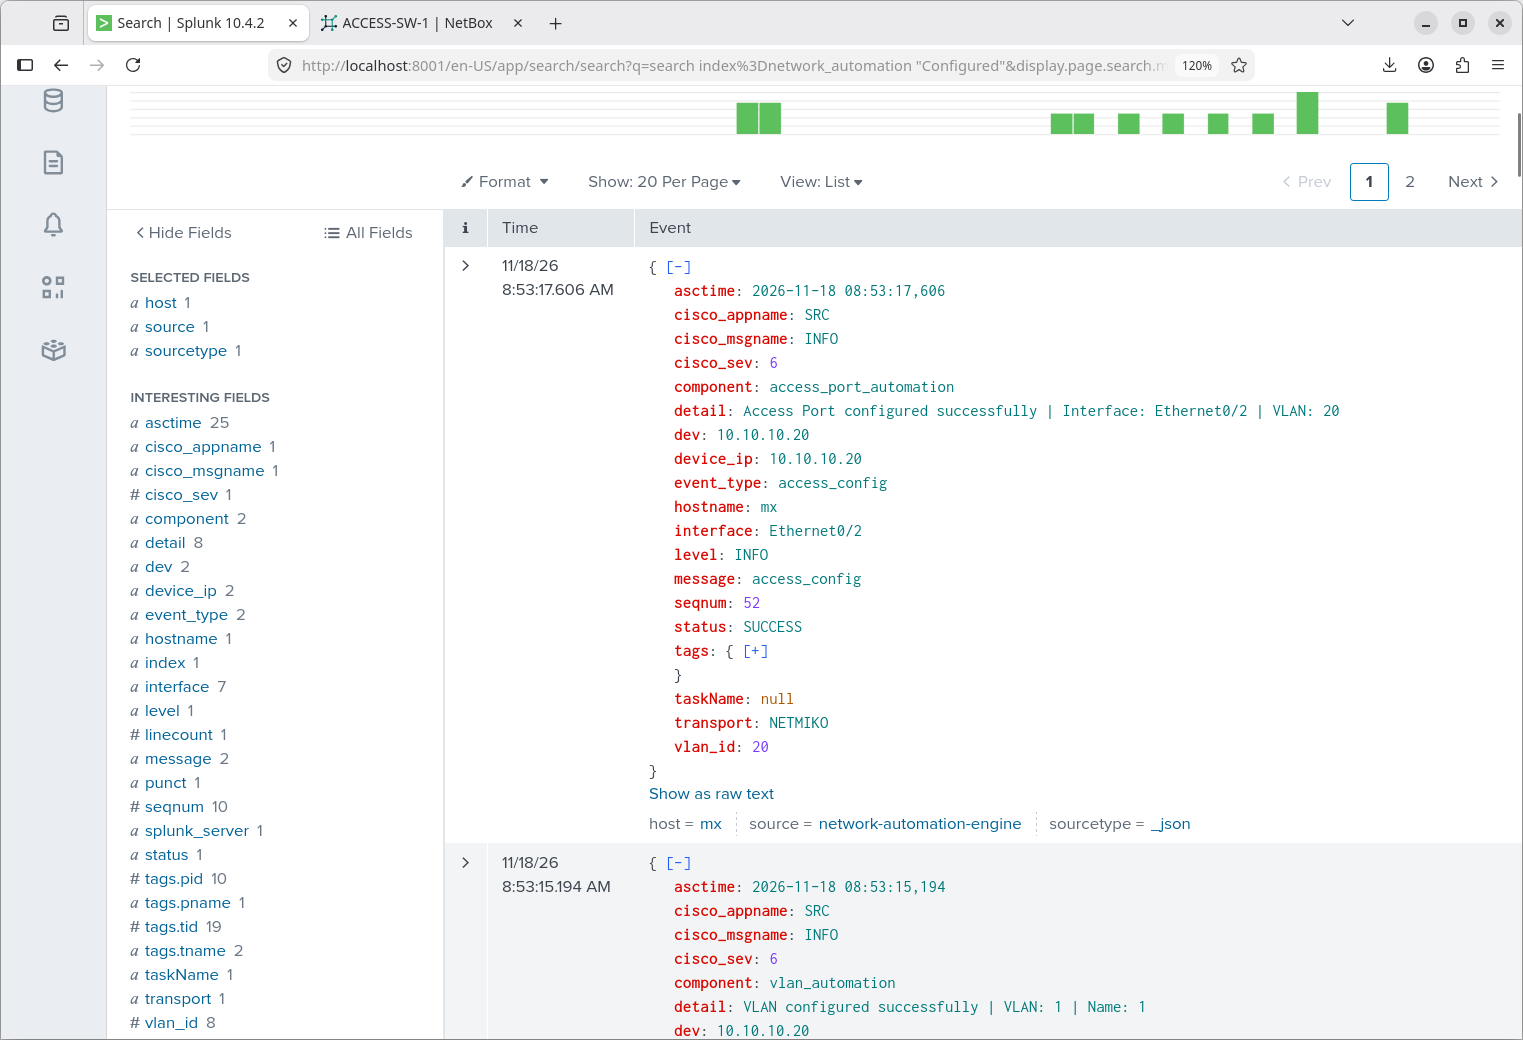 Search | Splunk 10.4.2
ACCESS-SW-1 | NetBox
http://localhost:8001/en-US/app/search/search?q=search index%3Dnetwork_automation "Configured"&display.page.search.m
120%
Format
Show: 20 Per Page
View: List
Prev
1
2
Next
Hide Fields
All Fields
i
Time
Event
SELECTED FIELDS
a host 1
a source 1
a sourcetype 1
INTERESTING FIELDS
a asctime 25
a cisco_appname 1
a cisco_msgname 1
# cisco_sev 1
a component 2
a detail 8
a dev 2
a device_ip 2
a event_type 2
a hostname 1
a index 1
a interface 7
a level 1
# linecount 1
a message 2
a punct 1
# seqnum 10
a splunk_server 1
a status 1
# tags.pid 10
a tags.pname 1
# tags.tid 19
a tags.tname 2
a taskName 1
a transport 1
# vlan_id 8
11/18/26
8:53:17.606 AM
{ [-]
asctime: 2026-11-18 08:53:17,606
cisco_appname: SRC
cisco_msgname: INFO
cisco_sev: 6
component: access_port_automation
detail: Access Port configured successfully | Interface: Ethernet0/2 | VLAN: 20
dev: 10.10.10.20
device_ip: 10.10.10.20
event_type: access_config
hostname: mx
interface: Ethernet0/2
level: INFO
message: access_config
seqnum: 52
status: SUCCESS
tags: { [+]
}
taskName: null
transport: NETMIKO
vlan_id: 20
}
Show as raw text
host = mx
source = network-automation-engine
sourcetype = _json
11/18/26
8:53:15.194 AM
{ [-]
asctime: 2026-11-18 08:53:15,194
cisco_appname: SRC
cisco_msgname: INFO
cisco_sev: 6
component: vlan_automation
detail: VLAN configured successfully | VLAN: 1 | Name: 1
dev: 10.10.10.20